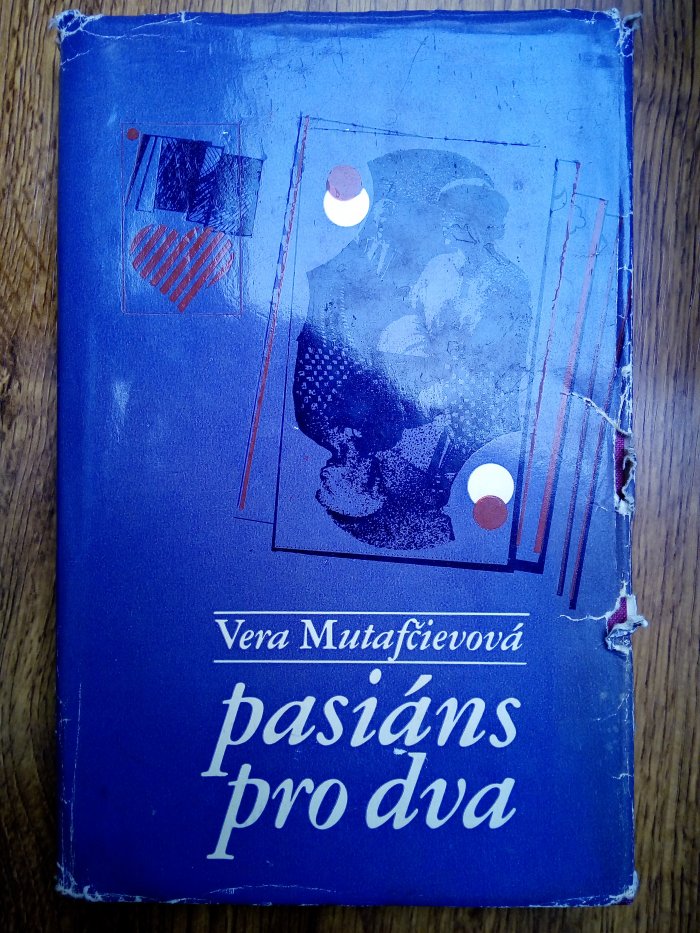 Vera Mutafčievová
pasiáns
pro dva